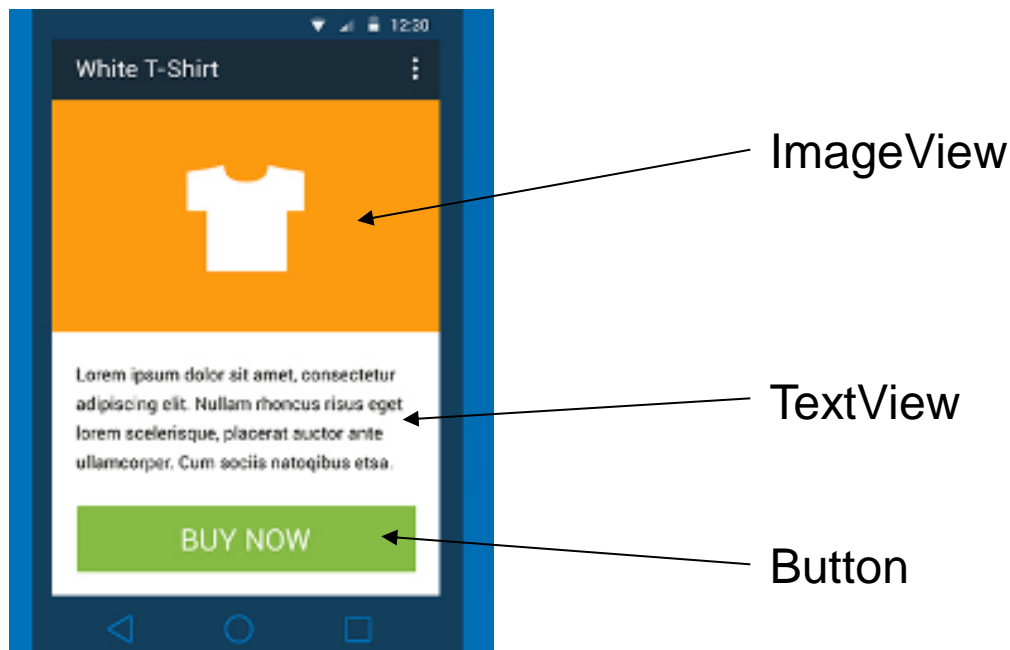 12:30
White T-Shirt
ImageView
Lorem ipsum dolor sit amet, consectetur
adipiscing elit. Nullam rhoncus risus eget
lorem scelerisque, placerat auctor ante
ullamcorper. Cum sociis natoqibus etsa.
TextView
BUY NOW
Button